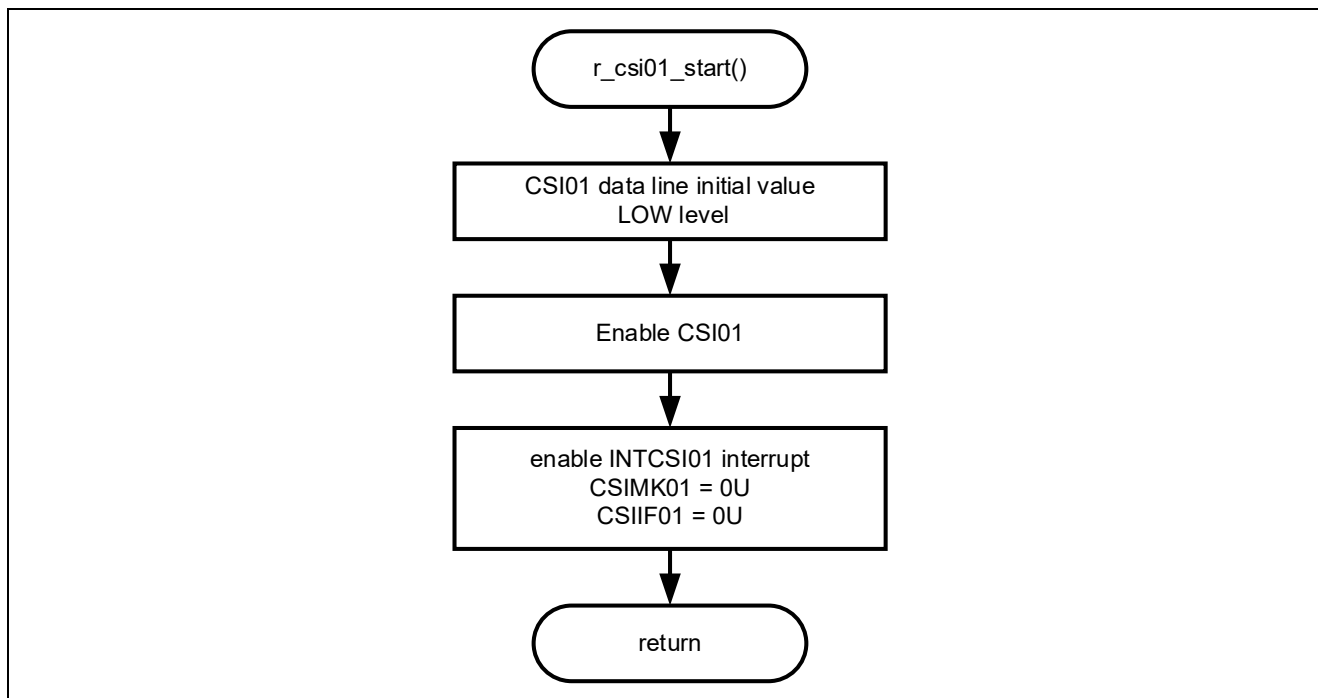 r_csi01_start()
CSI01 data line initial value
LOW level
Enable CSI01
enable INTCSI01 interrupt
CSIMK01 = 0U
CSIIF01 = 0U
return